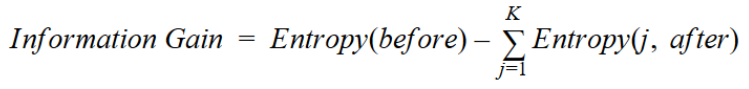 Information Gain = Entropy(before) – K∑j=1 Entropy(j, after)